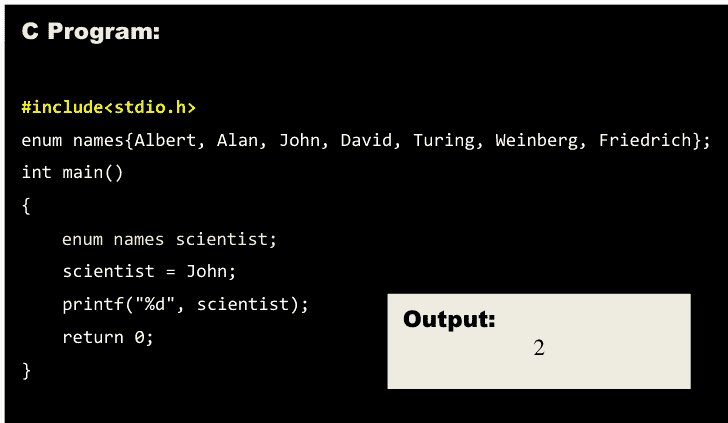 C Program:
#include<stdio.h>
enum names{Albert, Alan, John, David, Turing, Weinberg, Friedrich};
int main()
{
    enum names scientist;
    scientist = John;
    printf("%d", scientist);
    return 0;
}
Output:
2